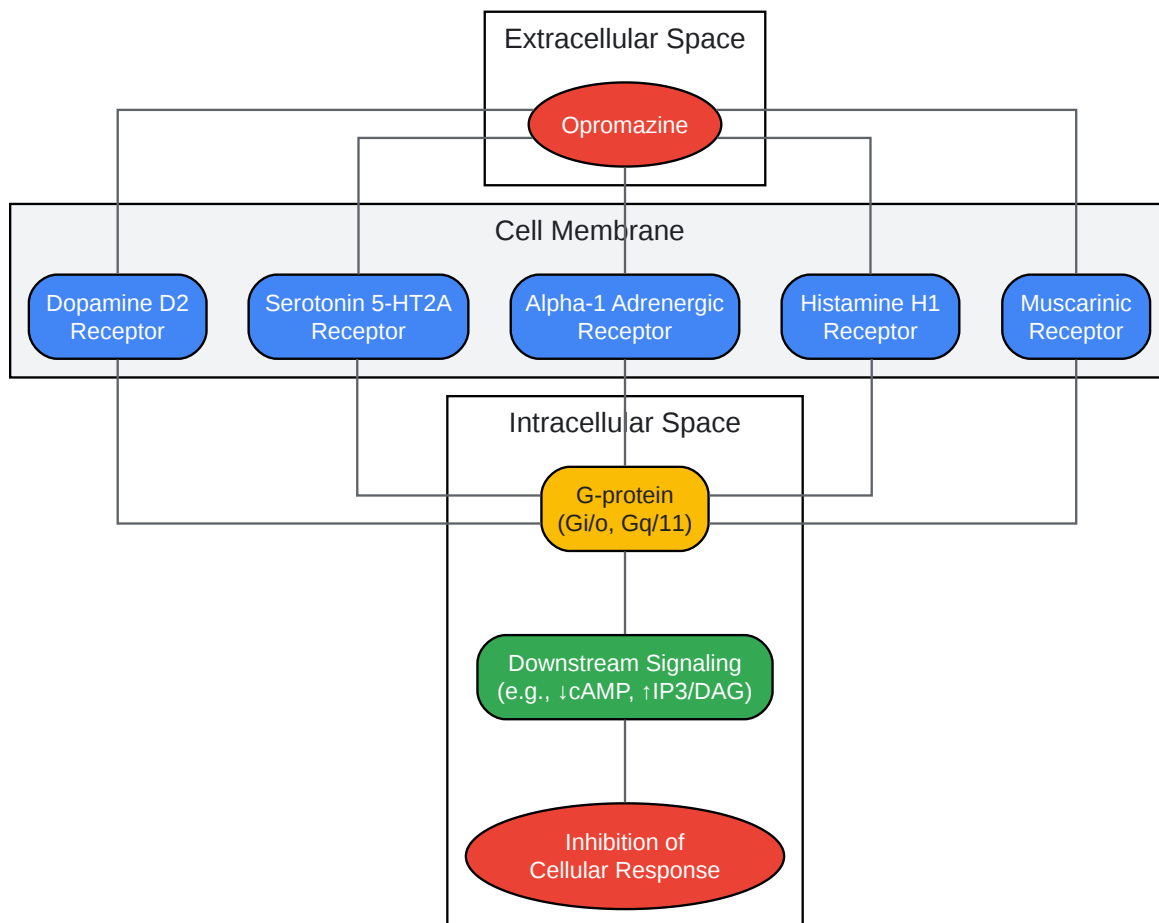 Extracellular Space
Opromazine
Cell Membrane
Dopamine D2
Receptor
Serotonin 5-HT2A
Receptor
Alpha-1 Adrenergic
Receptor
Histamine H1
Receptor
Muscarinic
Receptor
Intracellular Space
G-protein
(Gi/o, Gq/11)
Downstream Signaling
(e.g., ↓cAMP, ↑IP3/DAG)
Inhibition of
Cellular Response